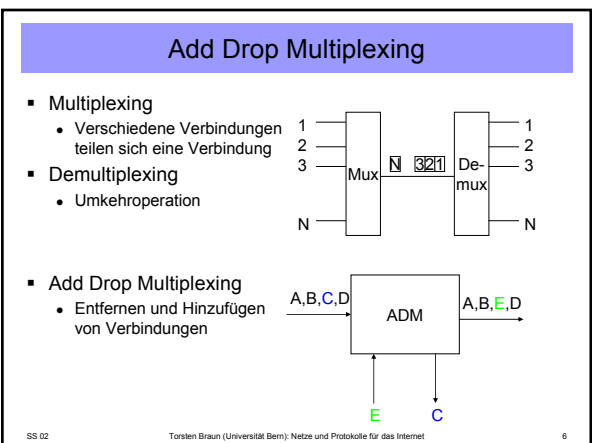 Add Drop Multiplexing
▪ Multiplexing
• Verschiedene Verbindungen
teilen sich eine Verbindung
▪ Demultiplexing
• Umkehroperation
1
2
3
N
Mux
N 321
De-
mux
1
2
3
N
▪ Add Drop Multiplexing
• Entfernen und Hinzufügen
von Verbindungen
A,B,C,D
ADM
A,B,E,D
E
C
SS 02
Torsten Braun (Universität Bern): Netze und Protokolle für das Internet
6